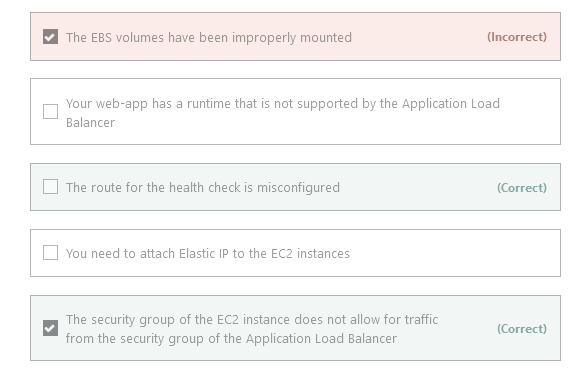 The EBS volumes have been improperly mounted (Incorrect)
Your web-app has a runtime that is not supported by the Application Load
Balancer
The route for the health check is misconfigured (Correct)
You need to attach Elastic IP to the EC2 instances
The security group of the EC2 instance does not allow for traffic
from the security group of the Application Load Balancer (Correct)